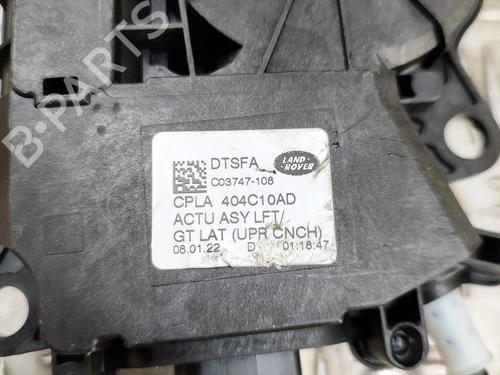 DTSFA
LAND-
ROVER
C03747-108
CPLA 404C10AD
ACTU ASY LFT/
GT LAT (UPR CNCH)
08.01.22 D 01:18:47
B-PARTS